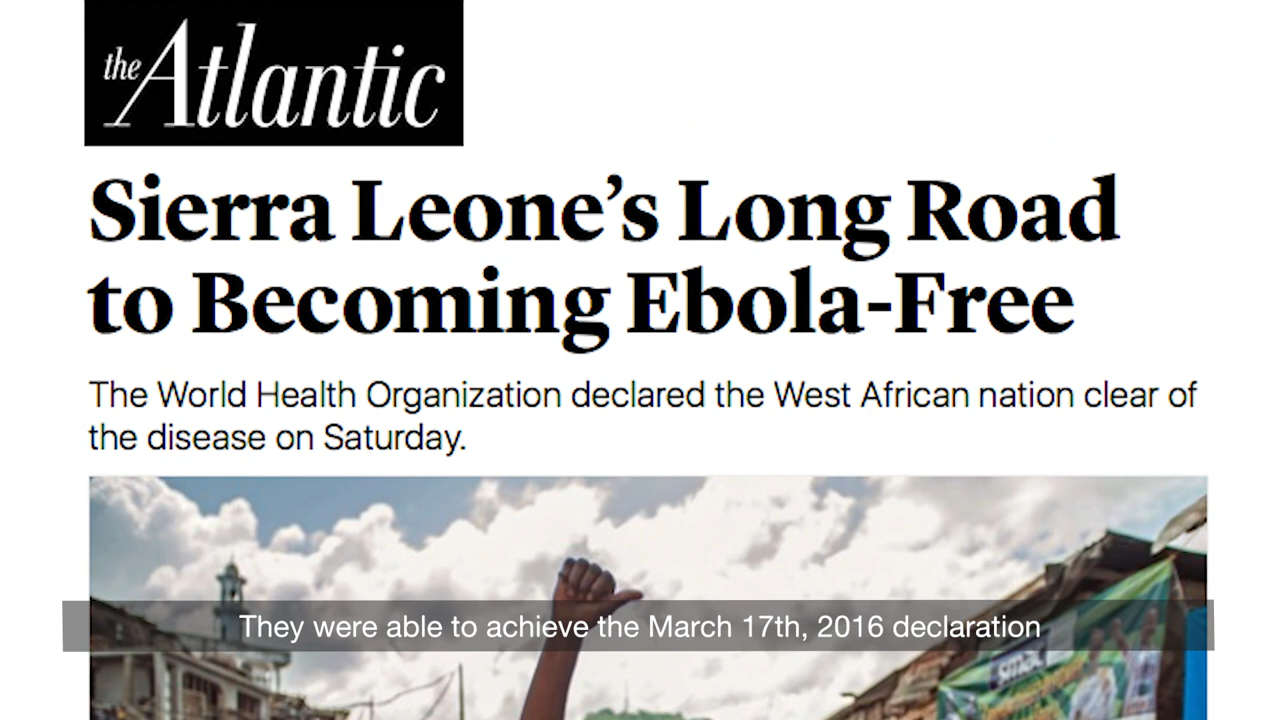 the Atlantic
Sierra Leone’s Long Road
to Becoming Ebola-Free
The World Health Organization declared the West African nation clear of
the disease on Saturday.
They were able to achieve the March 17th, 2016 declaration